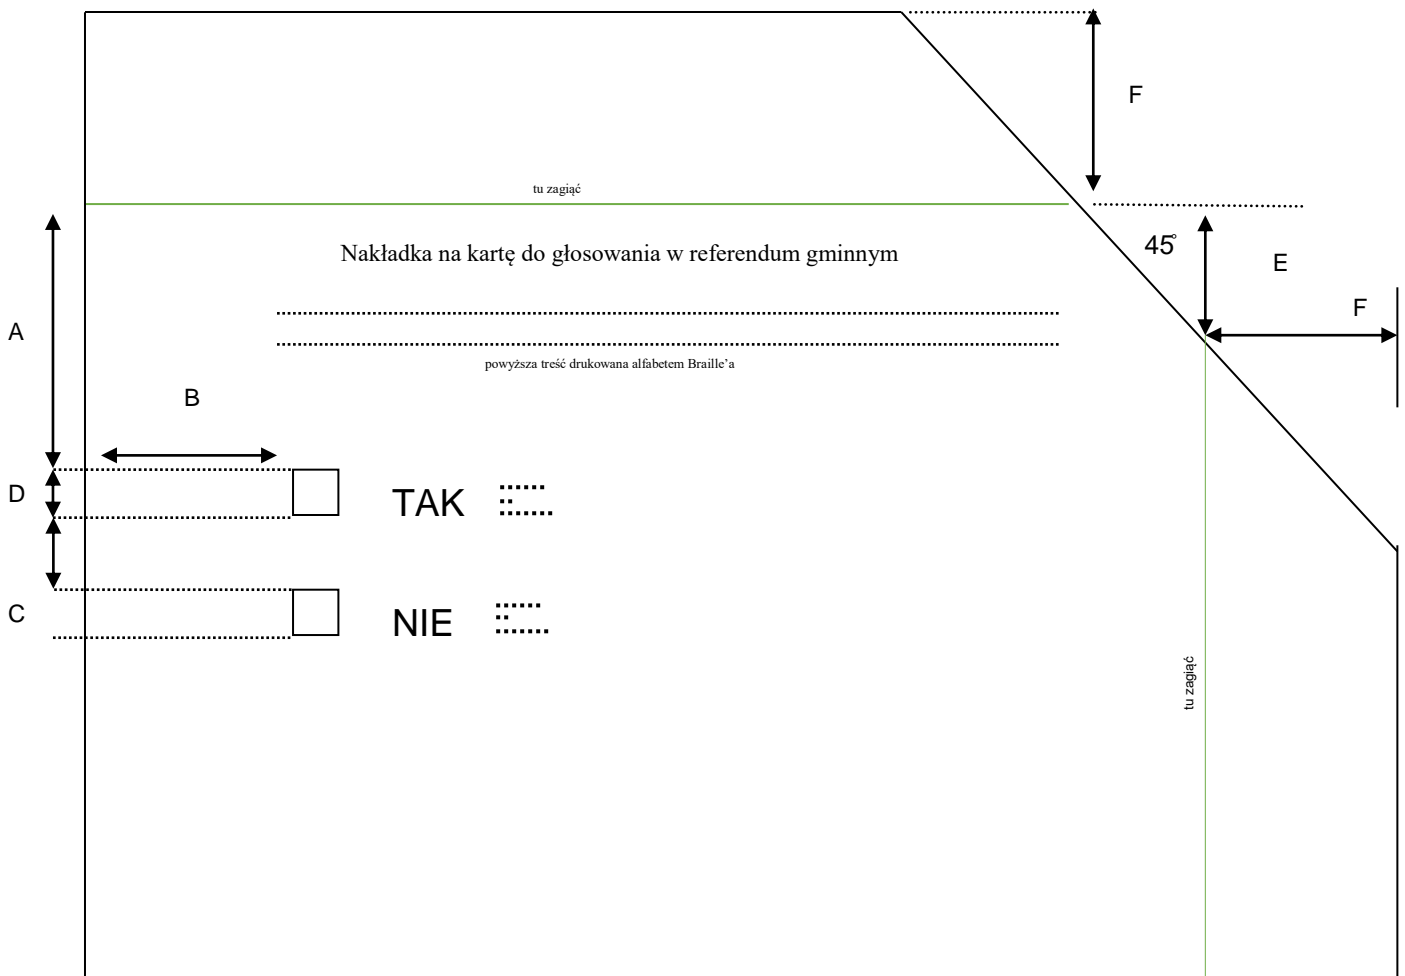 F
tu zagiąć
Nakładka na kartę do głosowania w referendum gminnym
45°
E
F
A
powyższa treść drukowana alfabetem Braille’a
B
D
TAK
C
NIE
tu zagiąć